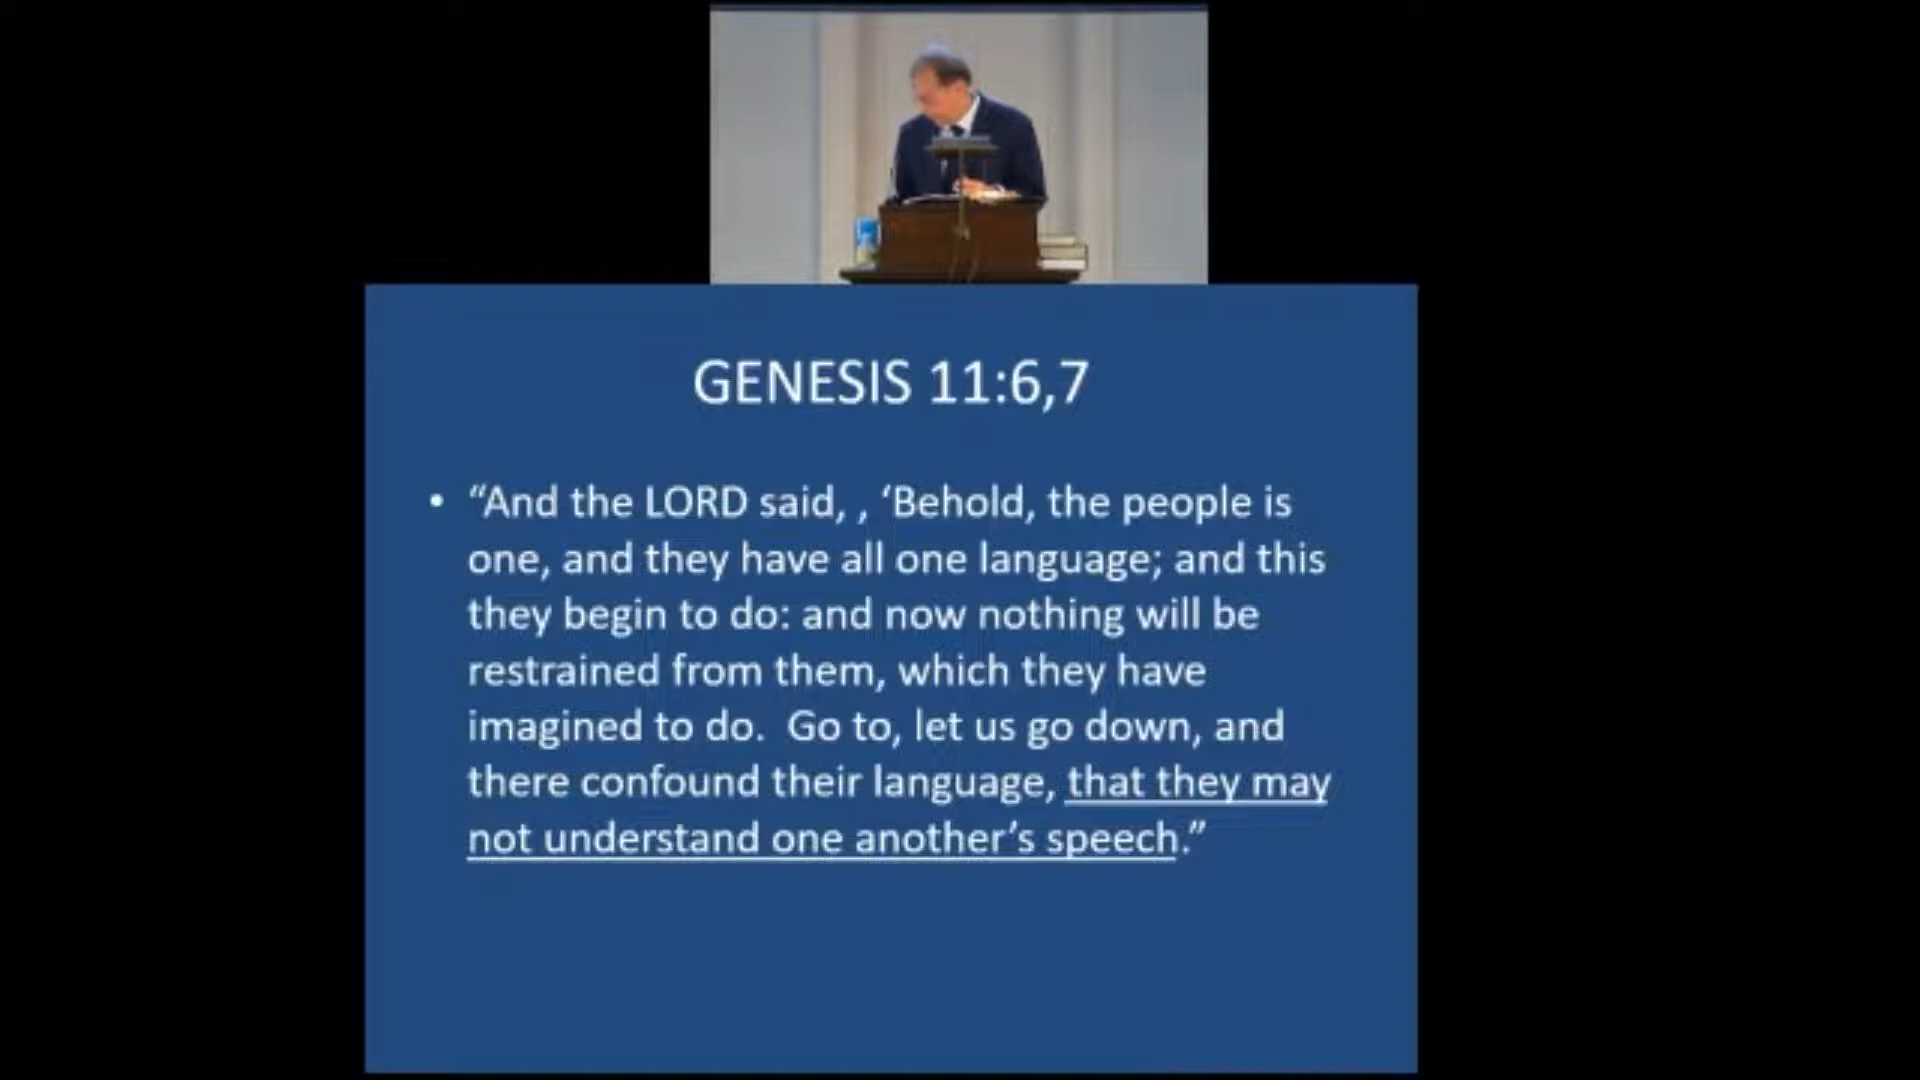 GENESIS 11:6,7
• “And the LORD said, , ‘Behold, the people is
one, and they have all one language; and this
they begin to do: and now nothing will be
restrained from them, which they have
imagined to do.  Go to, let us go down, and
there confound their language, that they may
not understand one another’s speech.”